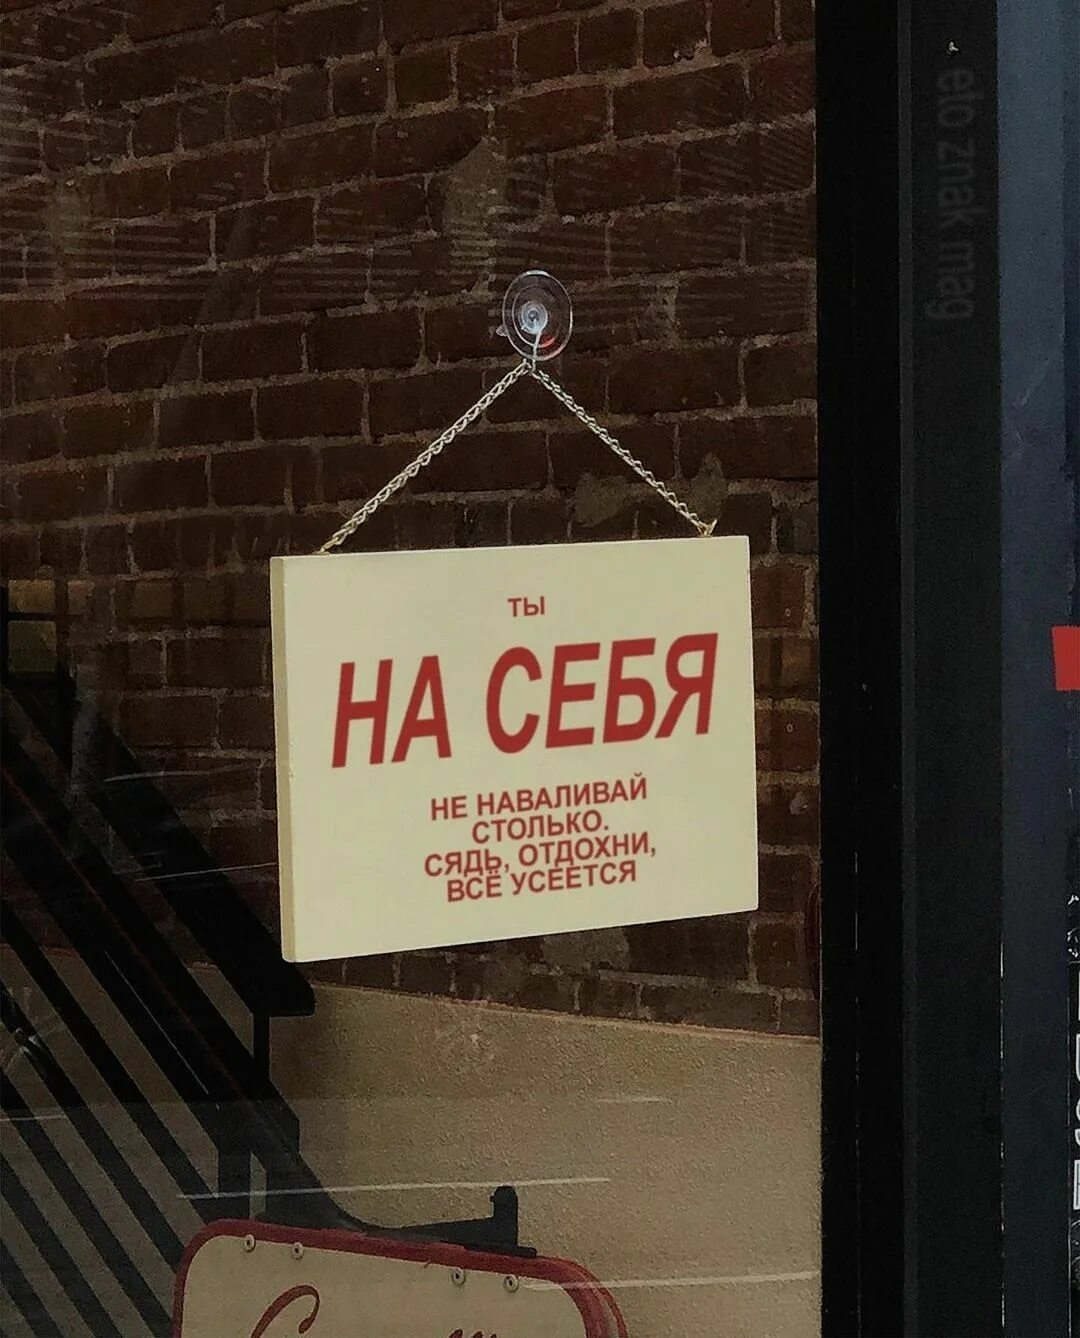 ТЫ
НА СЕБЯ
НЕ НАВАЛИВАЙ
СТОЛЬКО.
СЯДЬ, ОТДОХНИ,
ВСЁ УСЕЕТСЯ
eto znak mag